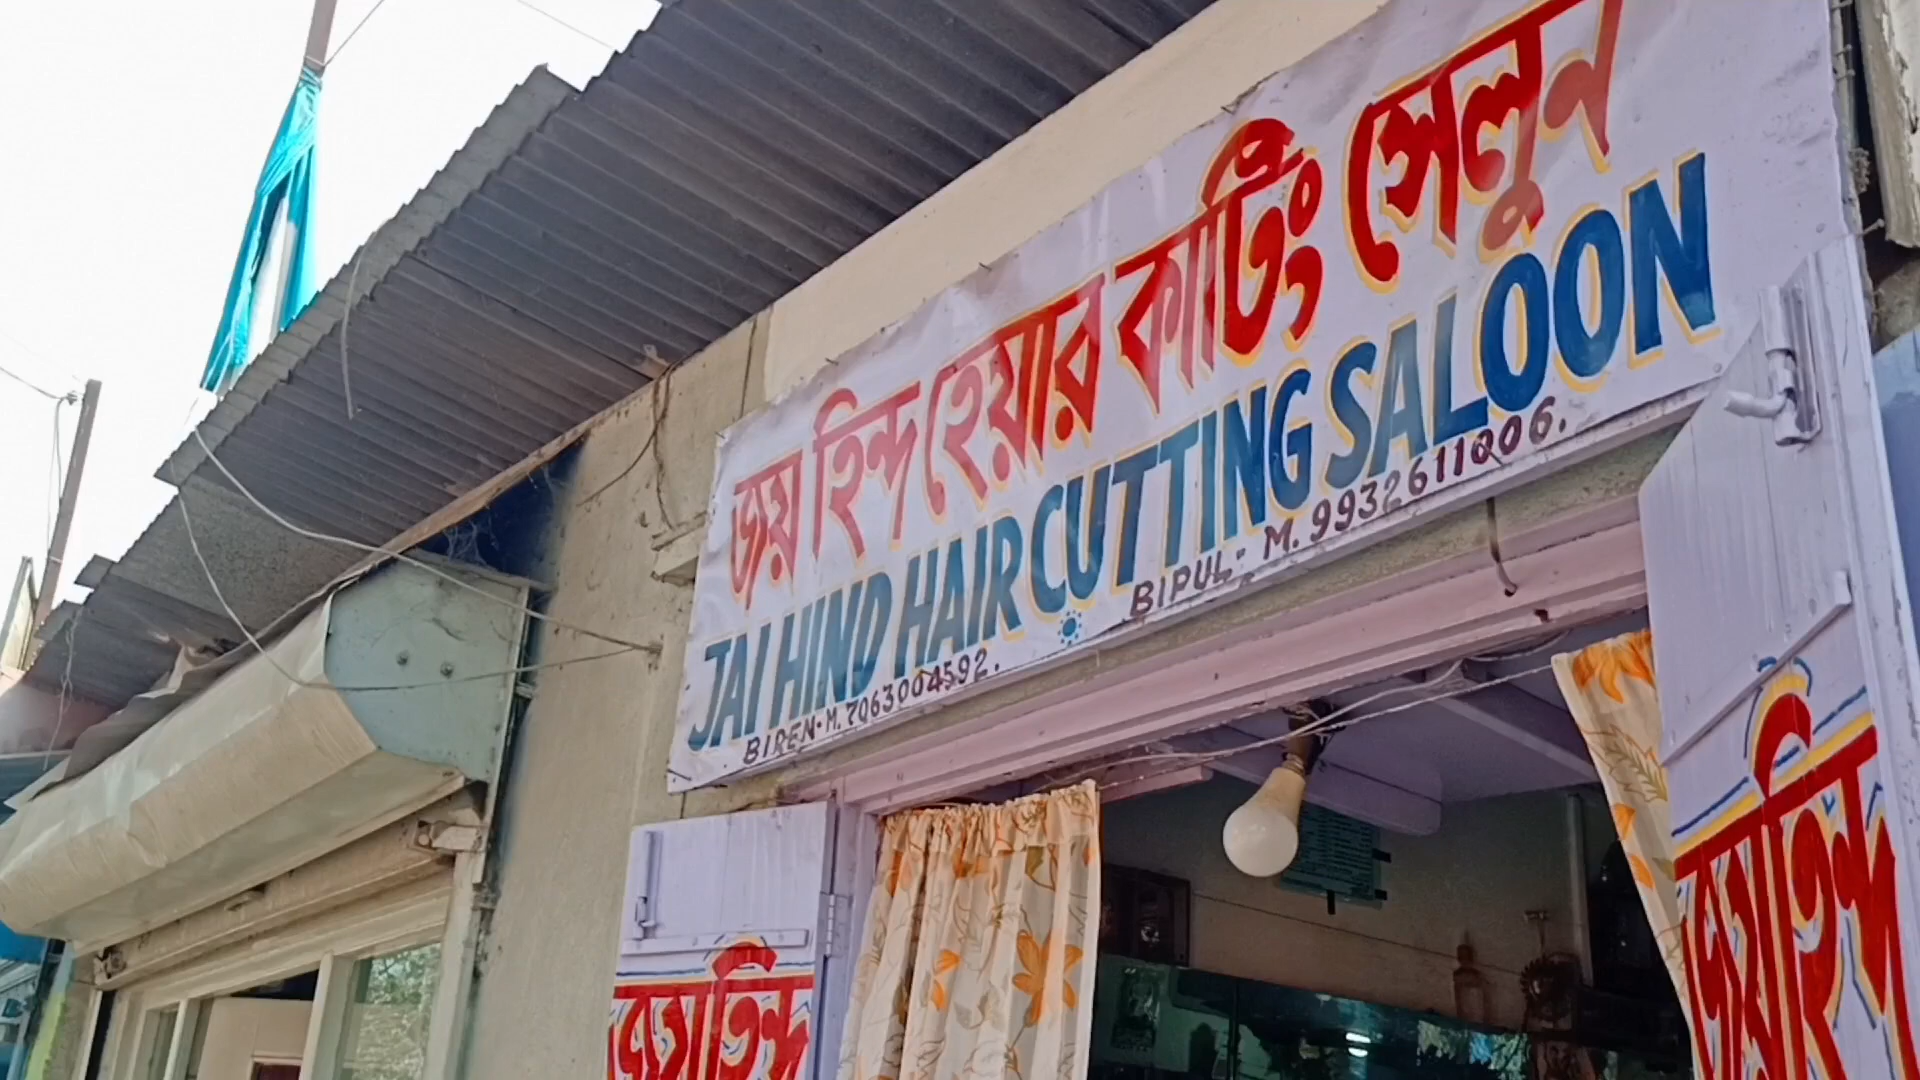 জয় হিন্দ হেয়ার কাটিং সেলুন
JAI HIND HAIR CUTTING SALOON
BIREN-M. 7063004592. BIPUL- M. 9932611006.
জয়হিন্দ
জয়হিন্দ